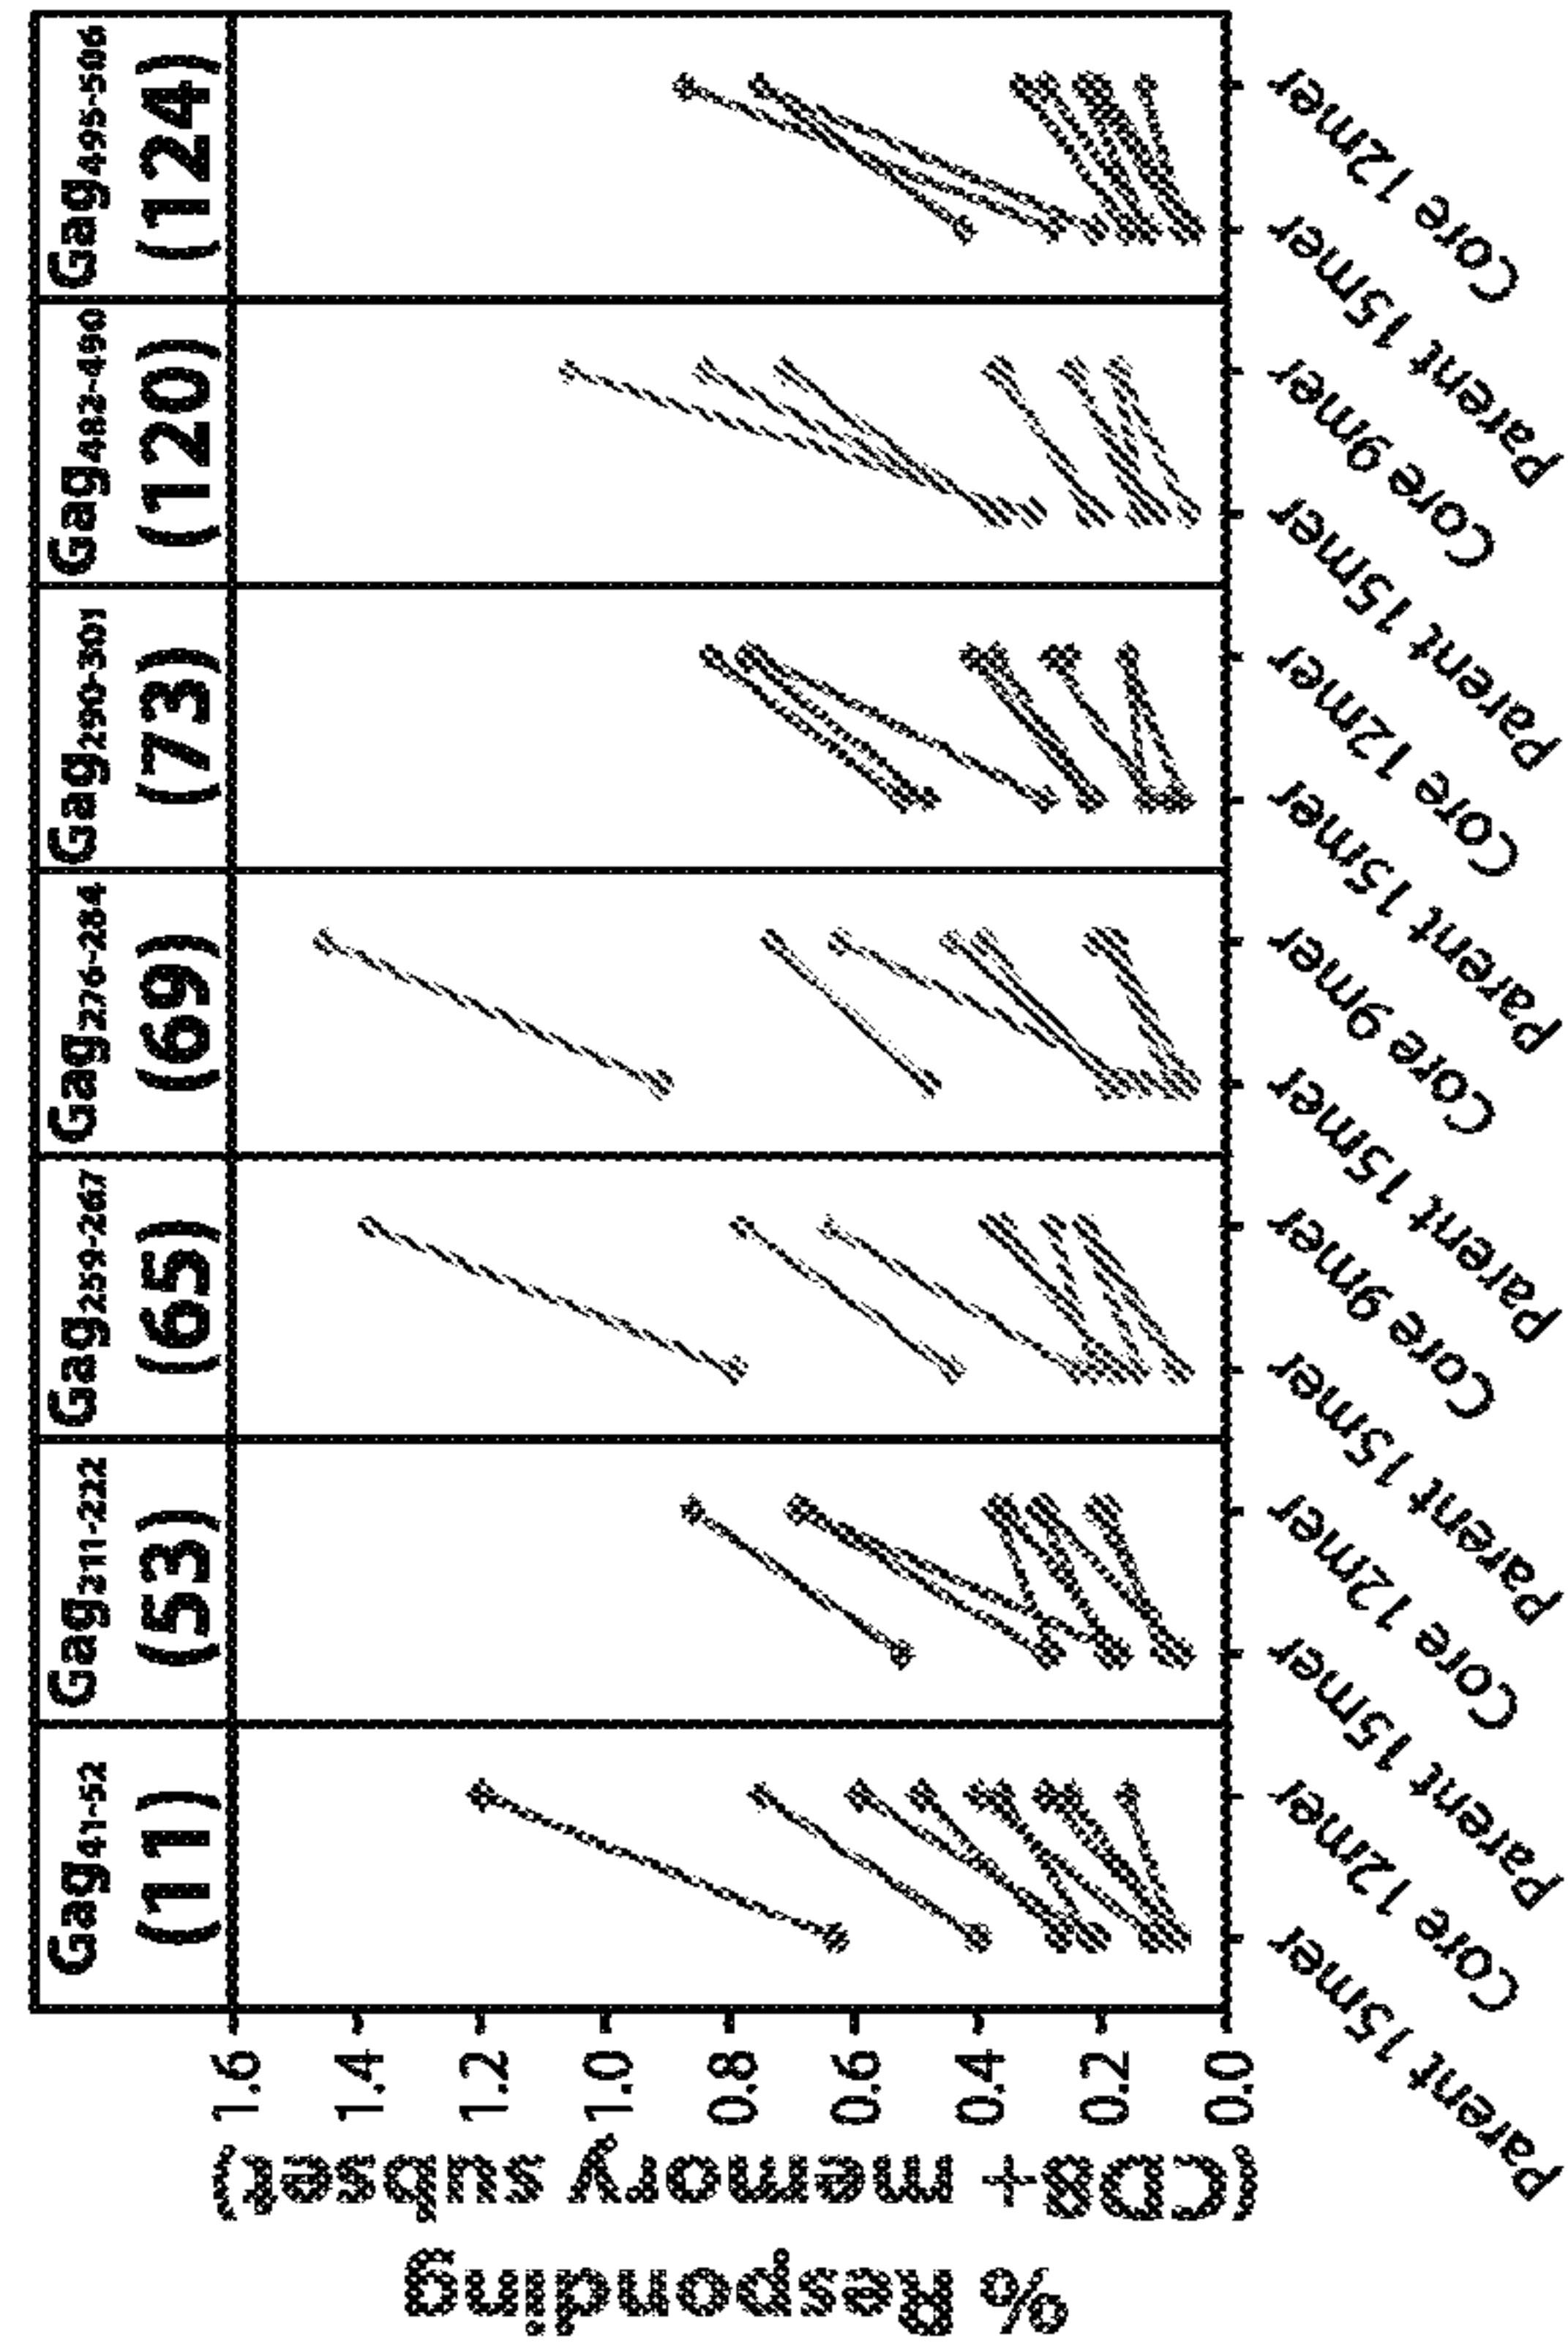 % Responding
(CD8+ memory subset)
1.6
1.4
1.2
1.0
0.8
0.6
0.4
0.2
0.0
Gag41-52
(11)
Gag211-222
(53)
Gag259-267
(65)
Gag276-284
(69)
Gag290-301
(73)
Gag482-490
(120)
Gag495-506
(124)
Parent 15mer
Core 12mer
Parent 15mer
Core 12mer
Parent 15mer
Core 9mer
Parent 15mer
Core 9mer
Parent 15mer
Core 12mer
Parent 15mer
Core 9mer
Parent 15mer
Core 12mer